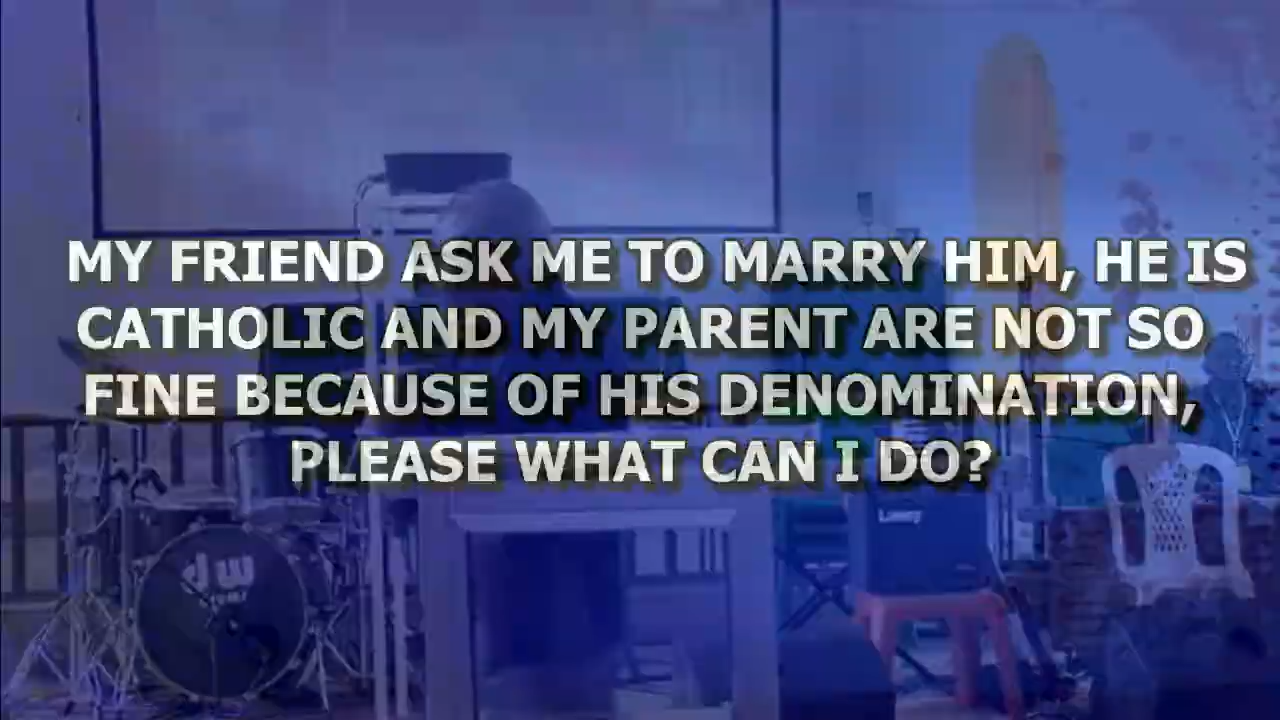 MY FRIEND ASK ME TO MARRY HIM, HE IS
CATHOLIC AND MY PARENT ARE NOT SO
FINE BECAUSE OF HIS DENOMINATION,
PLEASE WHAT CAN I DO?
dw